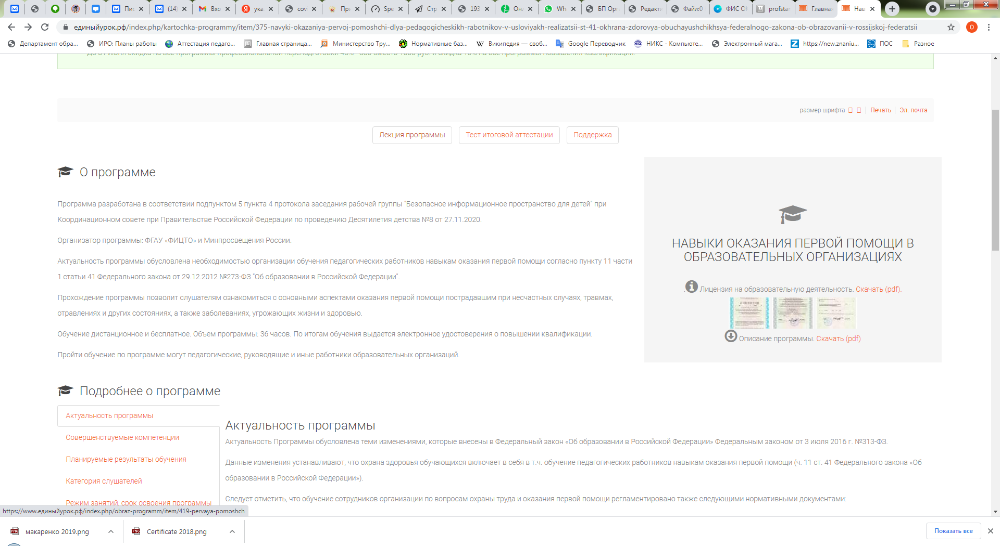 Пис
(14)
Вхо
ука
cov
При
Spe
Стр
193
Онл
Wh
БП Орг
Редакти
Файл:0
ФИС О
profstar
Главная
Нав
единыйурок.рф/index.php/kartochka-programmy/item/375-navyki-okazaniya-pervoj-pomoshchi-dlya-pedagogicheskikh-rabotnikov-v-usloviyakh-realizatsii-st-41-okhrana-zdorovya-obuchayushchikhsya-federalnogo-zakona-ob-obrazovanii-v-rossijskoj-federatsii
О
Департамент обра...
ИРО: Планы работы
Аттестация педаго...
Главная страница...
Министерство Тру...
Нормативные баз...
Википедия — своб...
Google Переводчик
НИКС - Компьюте...
Электронный мага...
https://new.znaniu...
ПОС
Разное
размер шрифта
Печать
Эл. почта
Лекция программы
Тест итоговой аттестации
Поддержка
О программе
Программа разработана в соответствии подпунктом 5 пункта 4 протокола заседания рабочей группы "Безопасное информационное пространство для детей" при
Координационном совете при Правительстве Российской Федерации по проведению Десятилетия детства №8 от 27.11.2020.
Организатор программы: ФГАУ «ФИЦТО» и Минпросвещения России.
Актуальность программы обусловлена необходимостью организации обучения педагогических работников навыкам оказания первой помощи согласно пункту 11 части
1 статьи 41 Федерального закона от 29.12.2012 №273-ФЗ "Об образовании в Российской Федерации".
Прохождение программы позволит слушателям ознакомиться с основными аспектами оказания первой помощи пострадавшим при несчастных случаях, травмах,
отравлениях и других состояниях, а также заболеваниях, угрожающих жизни и здоровью.
Обучение дистанционное и бесплатное. Объем программы: 36 часов. По итогам обучения выдается электронное удостоверения о повышении квалификации.
Пройти обучение по программе могут педагогические, руководящие и иные работники образовательных организаций.
НАВЫКИ ОКАЗАНИЯ ПЕРВОЙ ПОМОЩИ В
ОБРАЗОВАТЕЛЬНЫХ ОРГАНИЗАЦИЯХ
. Лицензия на образовательную деятельность. Скачать (pdf).
ЛИЦЕНЗИЯ
Описание программы. Скачать (pdf)
Подробнее о программе
Актуальность программы
Совершенствуемые компетенции
Планируемые результаты обучения
Категория слушателей
Режим занятий, срок освоения программы
Актуальность программы
Актуальность Программы обусловлена теми изменениями, которые внесены в Федеральный закон «Об образовании в Российской Федерации» Федеральным законом от 3 июля 2016 г. №313-ФЗ.
Данные изменения устанавливают, что охрана здоровья обучающихся включает в себя в т.ч. обучение педагогических работников навыкам оказания первой помощи (ч. 11 ст. 41 Федерального закона «Об
образовании в Российской Федерации»).
Следует отметить, что обучение сотрудников организации по вопросам охраны труда и оказания первой помощи регламентировано также следующими нормативными документами:
https://www.единыйурок.рф/index.php/obraz-programm/item/419-pervaya-pomoshch
макаренко 2019.png
Certificate 2018.png
Показать все